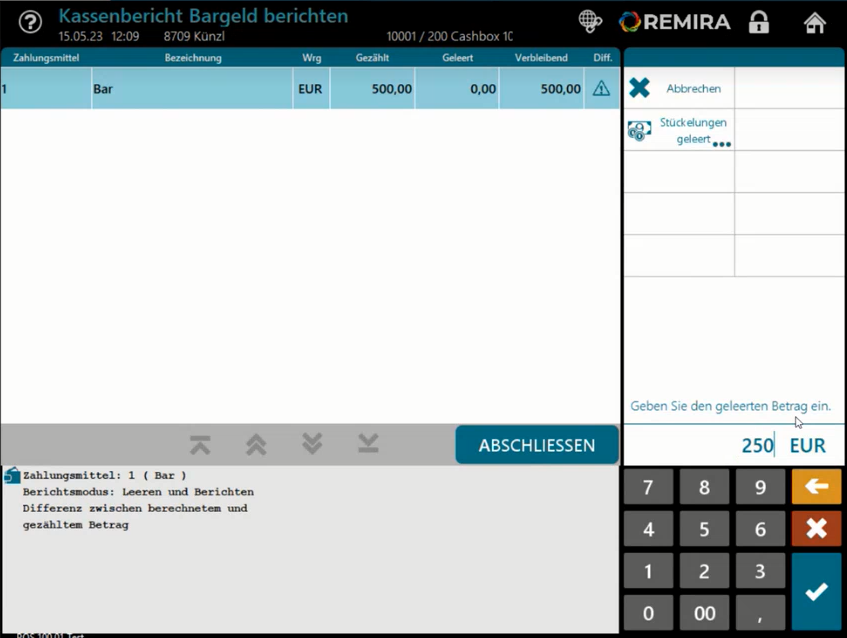 Kassenbericht Bargeld berichten
15.05.23 12:09 8709 Künzl 10001 / 200 Cashbox 10
REMIRA
Zahlungsmittel Bezeichnung Wrg Gezählt Geleert Verbleibend Diff.
1 Bar EUR 500,00 0,00 500,00
Abbrechen
Stückelungen
geleert
Geben Sie den geleerten Betrag ein.
250 EUR
ABSCHLIESSEN
Zahlungsmittel: 1 ( Bar )
Berichtsmodus: Leeren und Berichten
Differenz zwischen berechnetem und
gezähltem Betrag
7 8 9
4 5 6
1 2 3
0 00 ,